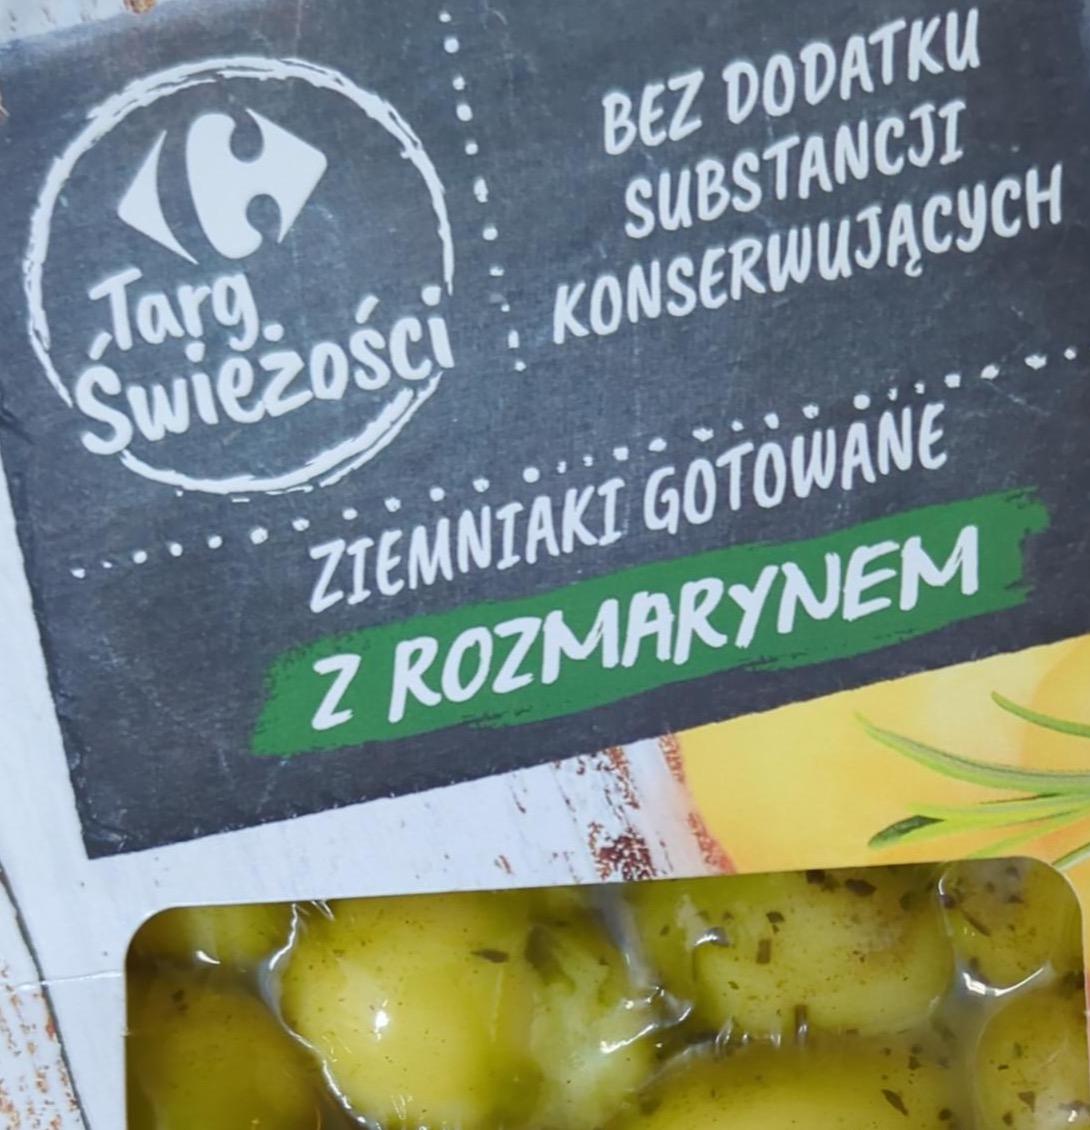 Targ
Świeżości
BEZ DODATKU
SUBSTANCJI
KONSERWUJĄCYCH
ZIEMNIAKI GOTOWANE
Z ROZMARYNEM